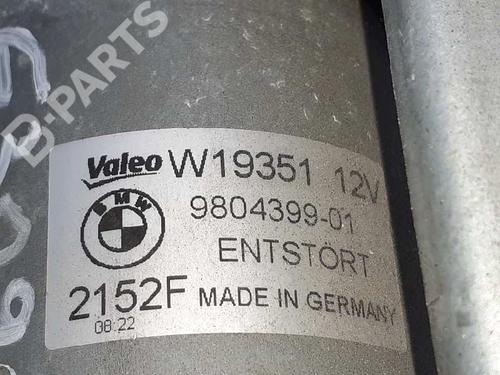 B-PARTS
Valeo W19351 12V
BMW
9804399-01
ENTSTÖRT
2152F MADE IN GERMANY
08:22